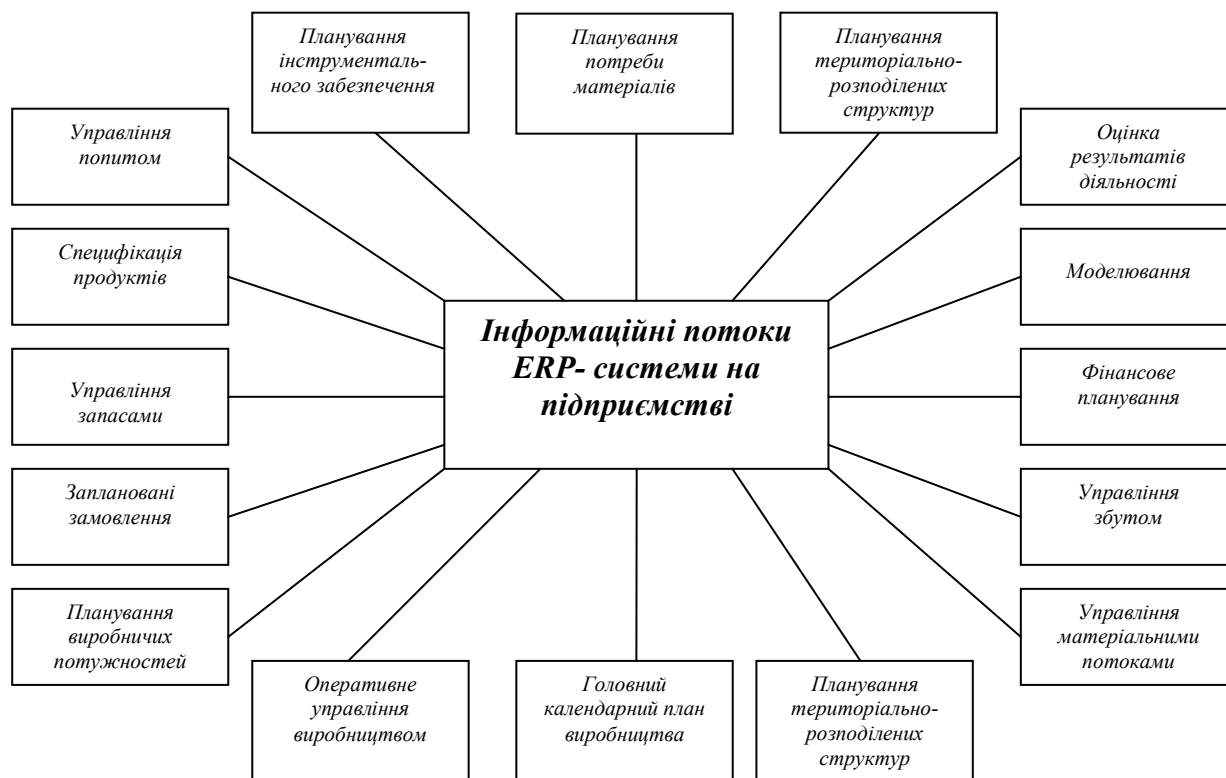 Планування
інструменталь-
ного забезпечення
Планування
потреби
матеріалів
Планування
територіально-
розподілених
структур
Управління
попитом
Оцінка
результатів
діяльності
Специфікація
продуктів
Моделювання
Інформаційні потоки
ERP- системи на
підприємстві
Управління
запасами
Фінансове
планування
Заплановані
замовлення
Управління
збутом
Планування
виробничих
потужностей
Управління
матеріальними
потоками
Оперативне
управління
виробництвом
Головний
календарний план
виробництва
Планування
територіально-
розподілених
структур